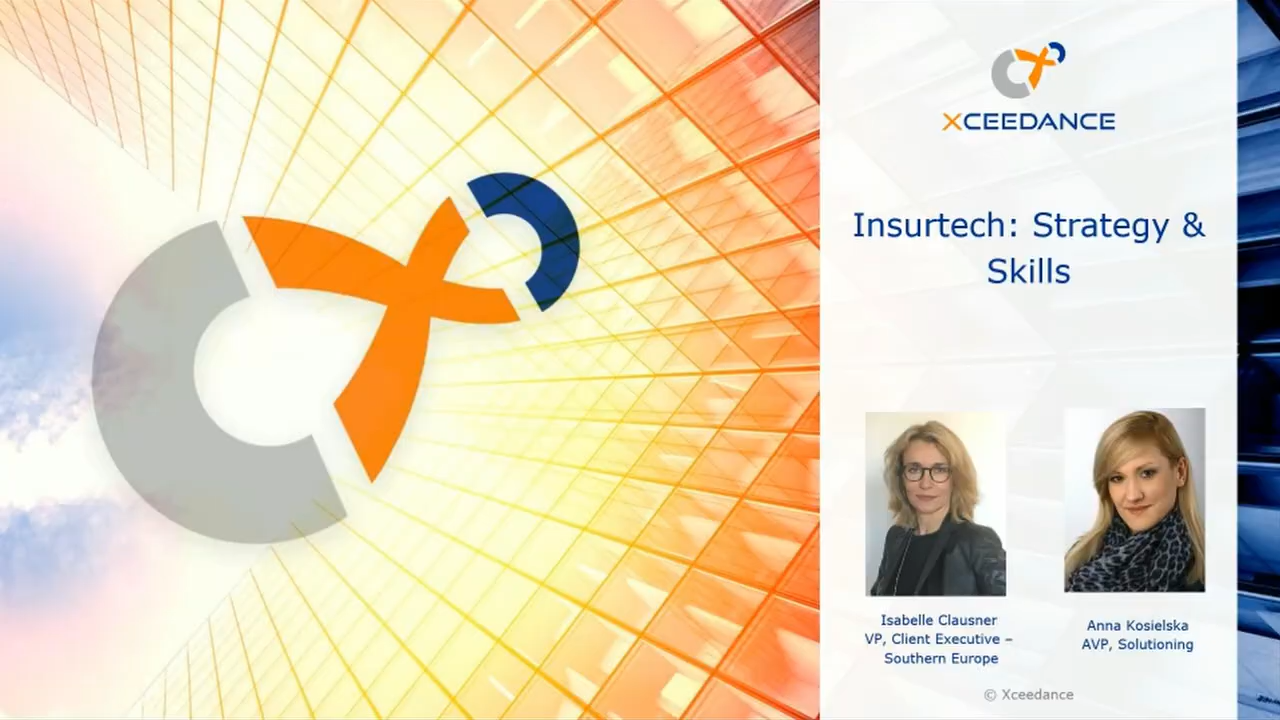 XCEEDANCE
Insurtech: Strategy &
Skills
Isabelle Clausner
VP, Client Executive –
Southern Europe
Anna Kosielska
AVP, Solutioning
© Xceedance